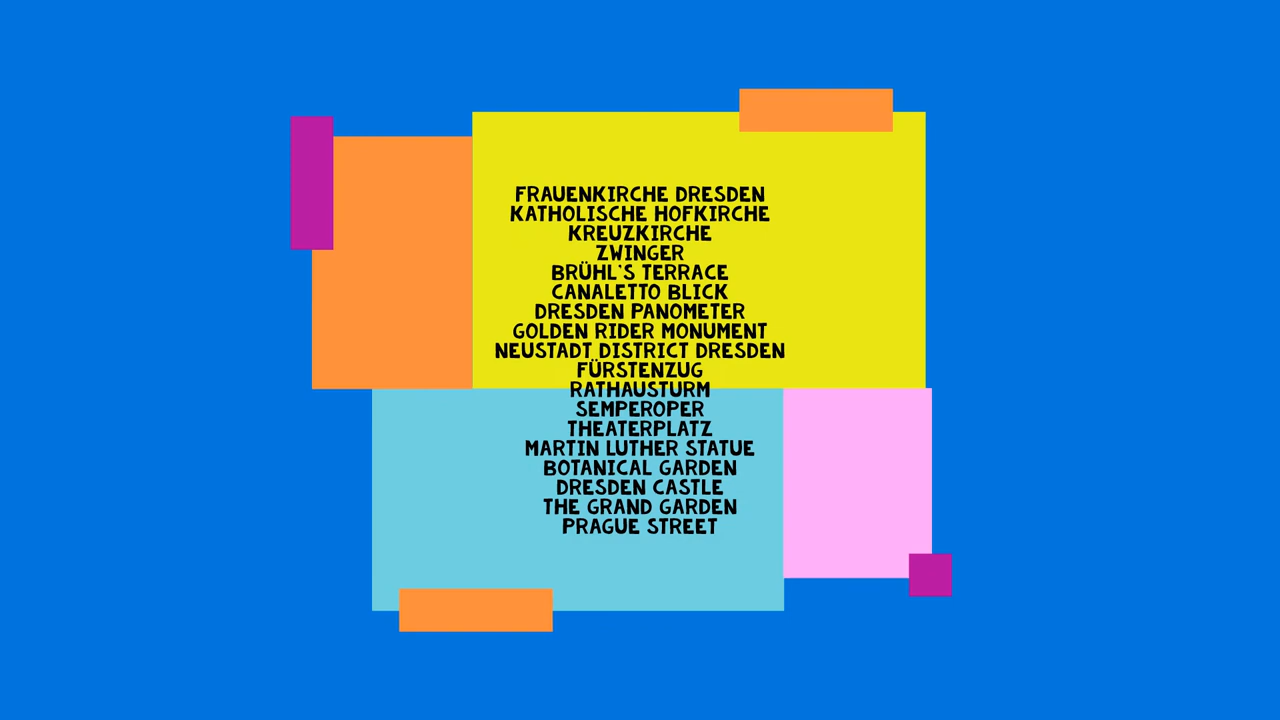 FRAUENKIRCHE DRESDEN
KATHOLISCHE HOFKIRCHE
KREUZKIRCHE
ZWINGER
BRÜHL'S TERRACE
CANALETTO BLICK
DRESDEN PANOMETER
GOLDEN RIDER MONUMENT
NEUSTADT DISTRICT DRESDEN
FÜRSTENZUG
RATHAUSTURM
SEMPEROPER
THEATERPLATZ
MARTIN LUTHER STATUE
BOTANICAL GARDEN
DRESDEN CASTLE
THE GRAND GARDEN
PRAGUE STREET